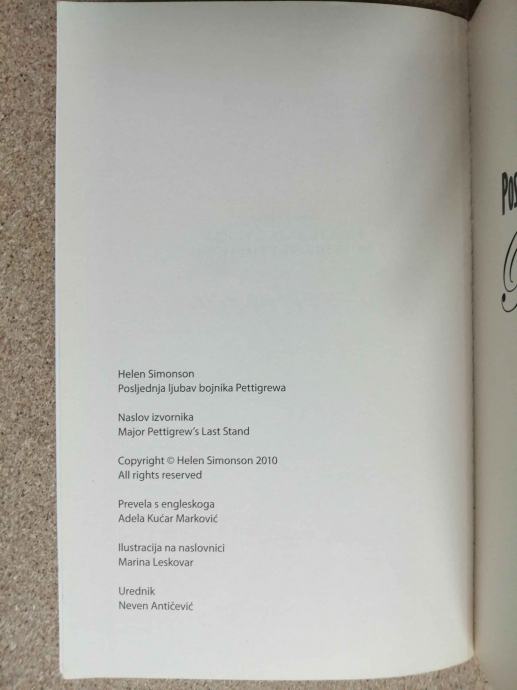 Helen Simonson
Posljednja ljubav bojnika Pettigrewa
Naslov izvornika
Major Pettigrew's Last Stand
Copyright © Helen Simonson 2010
All rights reserved
Prevela s engleskoga
Adela Kućar Marković
Ilustracija na naslovnici
Marina Leskovar
Urednik
Neven Antičević